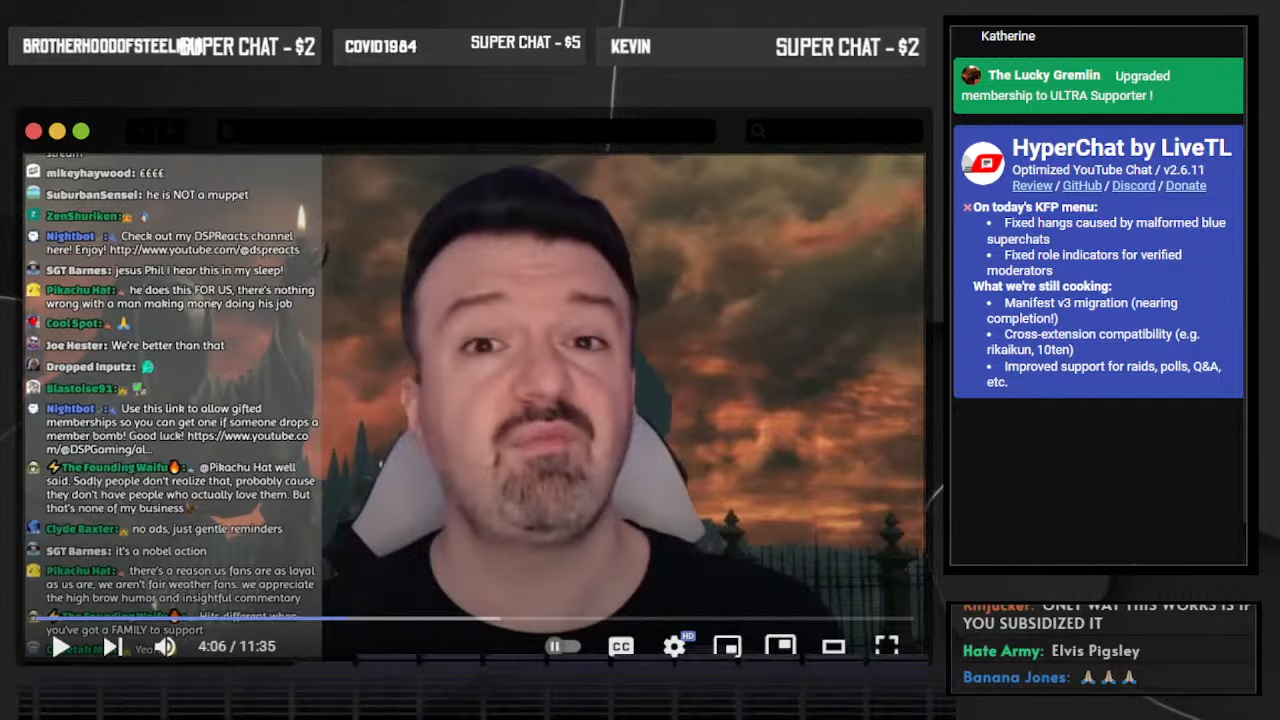 BROTHERHOODOFSTEEL SUPER CHAT - $2
COVID1984 SUPER CHAT - $5
KEVIN SUPER CHAT - $2
stream
mikeyhaywood: ££££
SuburbanSensei: he is NOT a muppet
ZenShuriken:
Nightbot : Check out my DSPReacts channel
here! Enjoy! http://www.youtube.com/@dspreacts
SGT Barnes: jesus Phil I hear this in my sleep!
Pikachu Hat: he does this FOR US, there's nothing
wrong with a man making money doing his job
Cool Spot: 🙏
Joe Hester: We're better than that
Dropped Inputz:
Blastoise91:
Nightbot : Use this link to allow gifted
memberships so you can get one if someone drops a
member bomb! Good luck! https://www.youtube.co
m/@DSPGaming/al...
⚡The Founding Waifu🔥: @Pikachu Hat well
said. Sadly people don't realize that, probably cause
they don't have people who actually love them. But
that's none of my business
Clyde Baxter: no ads, just gentle reminders
SGT Barnes: it's a nobel action
Pikachu Hat: there's a reason us fans are as loyal
as us are, we aren't fair weather fans. we appreciate
the high brow humor and insightful commentary
The Founding Waifu🔥: Hits different when
you've got a FAMILY to support
4:06 / 11:35
CC
HD
Katherine
The Lucky Gremlin Upgraded
membership to ULTRA Supporter !
HyperChat by LiveTL
Optimized YouTube Chat / v2.6.11
Review / GitHub / Discord / Donate
❌On today's KFP menu:
• Fixed hangs caused by malformed blue
superchats
• Fixed role indicators for verified
moderators
What we're still cooking:
• Manifest v3 migration (nearing
completion!)
• Cross-extension compatibility (e.g.
rikaikun, 10ten)
• Improved support for raids, polls, Q&A,
etc.
ONLY WAY THIS WORKS IS IF
YOU SUBSIDIZED IT
Hate Army: Elvis Pigsley
Banana Jones: 🙏🙏🙏